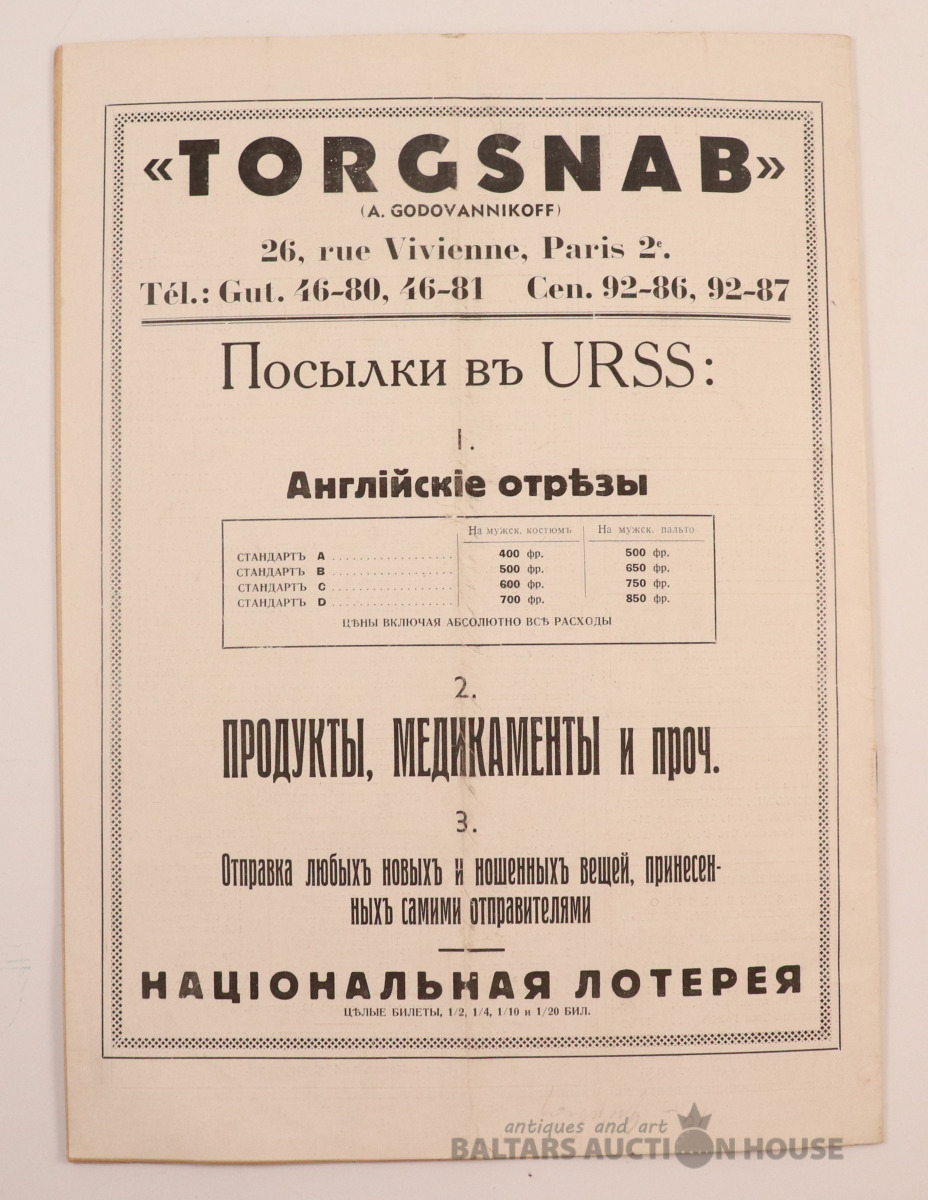 «TORGSNAB»
(A. GODOVANNIKOFF)
26, rue Vivienne, Paris 2e.
Tél.: Gut. 46-80, 46-81 Cen. 92-86, 92-87
Посылки въ URSS:
1.
Англійскіе отрѣзы
На мужск. костюмъ На мужск. пальто
СТАНДАРТЪ A .................... 400 фр. 500 фр.
СТАНДАРТЪ B .................... 500 фр. 650 фр.
СТАНДАРТЪ C .................... 600 фр. 750 фр.
СТАНДАРТЪ D .................... 700 фр. 850 фр.
ЦѢНЫ ВКЛЮЧАЯ АБСОЛЮТНО ВСѢ РАСХОДЫ
2.
ПРОДУКТЫ, МЕДИКАМЕНТЫ и проч.
3.
Отправка любыхъ новыхъ и ношенныхъ вещей, принесен-
ныхъ самими отправителями
НАЦІОНАЛЬНАЯ ЛОТЕРЕЯ
ЦѢЛЫЕ БИЛЕТЫ, 1/2, 1/4, 1/10 и 1/20 БИЛ.
antiques and art
BALTARS AUCTION HOUSE